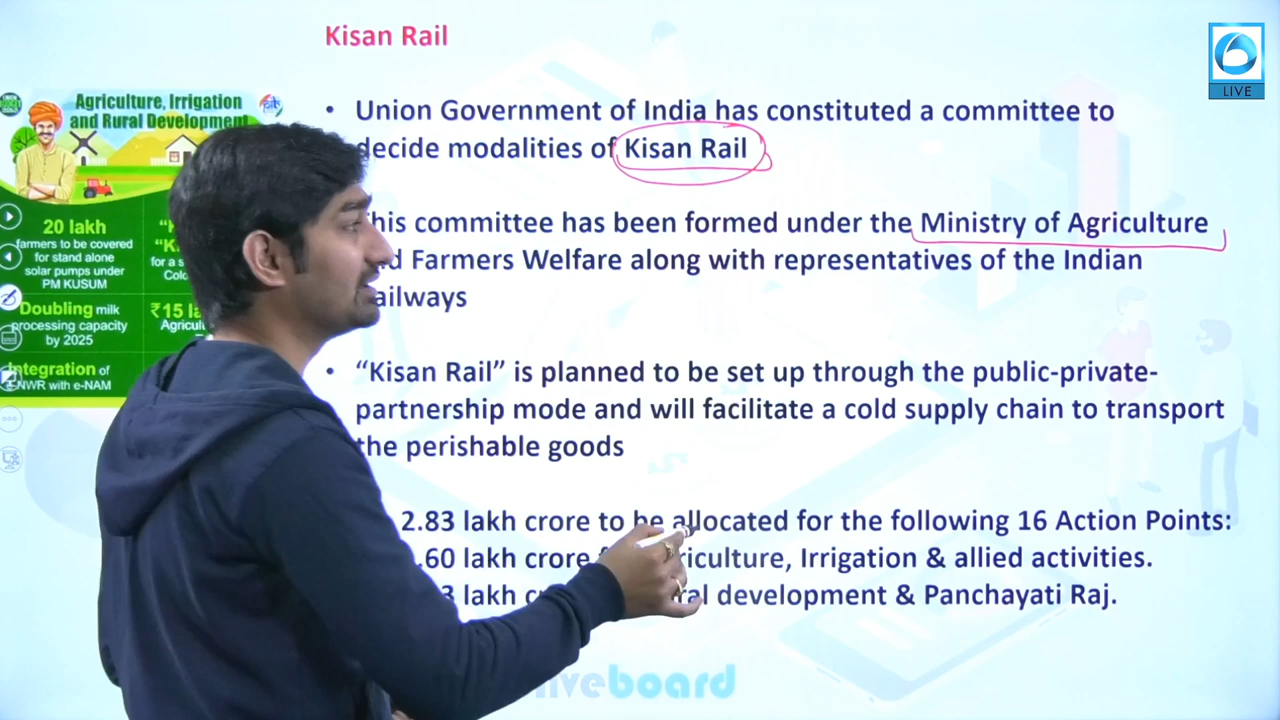 Kisan Rail
LIVE
Agriculture, Irrigation
and Rural Development
• Union Government of India has constituted a committee to
decide modalities of Kisan Rail
his committee has been formed under the Ministry of Agriculture
d Farmers Welfare along with representatives of the Indian
ailways
• "Kisan Rail" is planned to be set up through the public-private-
partnership mode and will facilitate a cold supply chain to transport
the perishable goods
2.83 lakh crore to be allocated for the following 16 Action Points:
.60 lakh crore riculture, Irrigation & allied activities.
3 lakh ral development & Panchayati Raj.
20 lakh
farmers to be covered
for stand alone
solar pumps under
PM KUSUM
for a s
Doubling milk
processing capacity
by 2025
₹15 la
Agricul
Integration of
NWR with e-NAM
liveboard